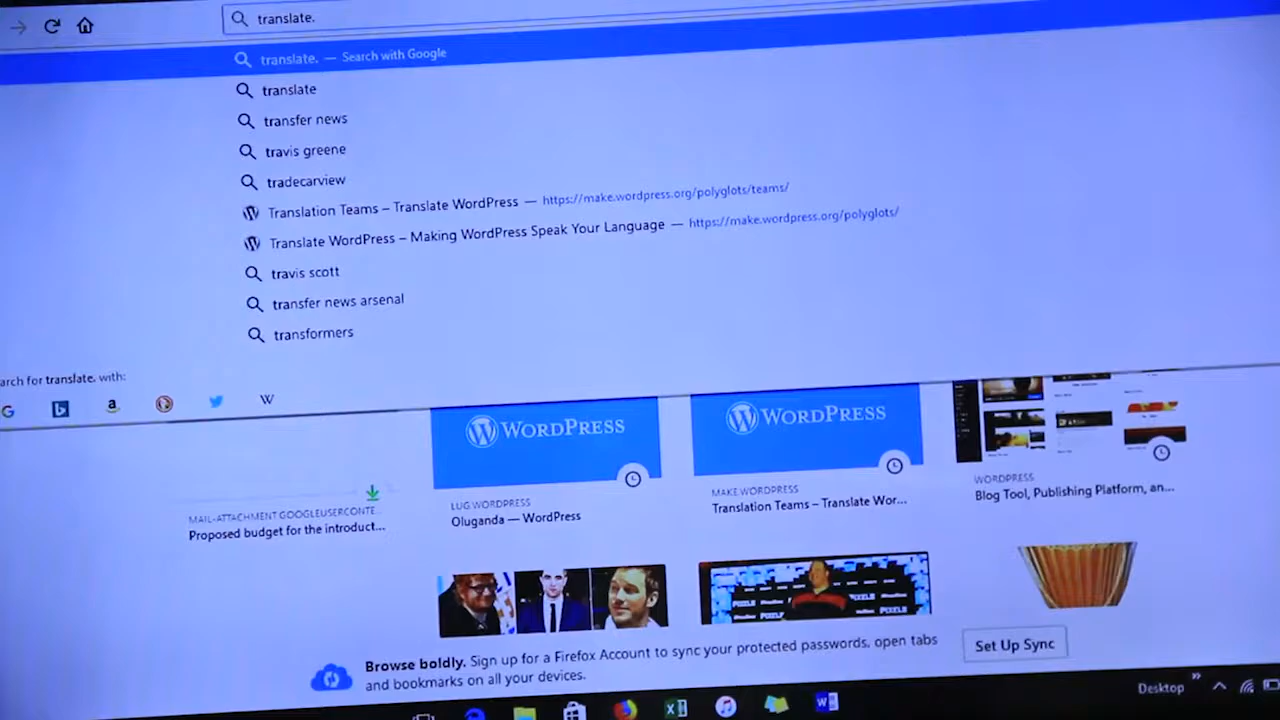 translate.
translate. — Search with Google
translate
transfer news
travis greene
tradecarview
Translation Teams – Translate WordPress — https://make.wordpress.org/polyglots/teams/
Translate WordPress – Making WordPress Speak Your Language — https://make.wordpress.org/polyglots/
travis scott
transfer news arsenal
transformers
arch for translate. with:
WORDPRESS
WORDPRESS
MAIL-ATTACHMENT.GOOGLEUSERCONTE...
Proposed budget for the introduct...
LUG.WORDPRESS
Oluganda — WordPress
MAKE.WORDPRESS
Translation Teams – Translate Wor...
WORDPRESS
Blog Tool, Publishing Platform, an...
PIXELS
PIXELS
Browse boldly. Sign up for a Firefox Account to sync your protected passwords, open tabs
and bookmarks on all your devices.
Set Up Sync
Desktop